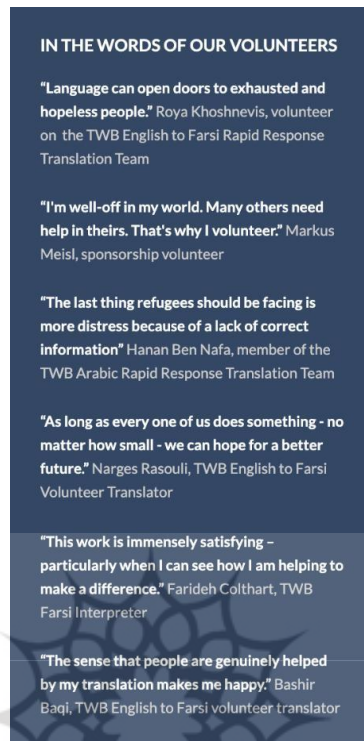 IN THE WORDS OF OUR VOLUNTEERS
“Language can open doors to exhausted and
hopeless people.” Roya Khoshnevis, volunteer
on the TWB English to Farsi Rapid Response
Translation Team
“I'm well-off in my world. Many others need
help in theirs. That's why I volunteer.” Markus
Meisl, sponsorship volunteer
“The last thing refugees should be facing is
more distress because of a lack of correct
information” Hanan Ben Nafa, member of the
TWB Arabic Rapid Response Translation Team
“As long as every one of us does something - no
matter how small - we can hope for a better
future.” Narges Rasouli, TWB English to Farsi
Volunteer Translator
“This work is immensely satisfying –
particularly when I can see how I am helping to
make a difference.” Farideh Colthart, TWB
Farsi Interpreter
“The sense that people are genuinely helped
by my translation makes me happy.” Bashir
Baqi, TWB English to Farsi volunteer translator